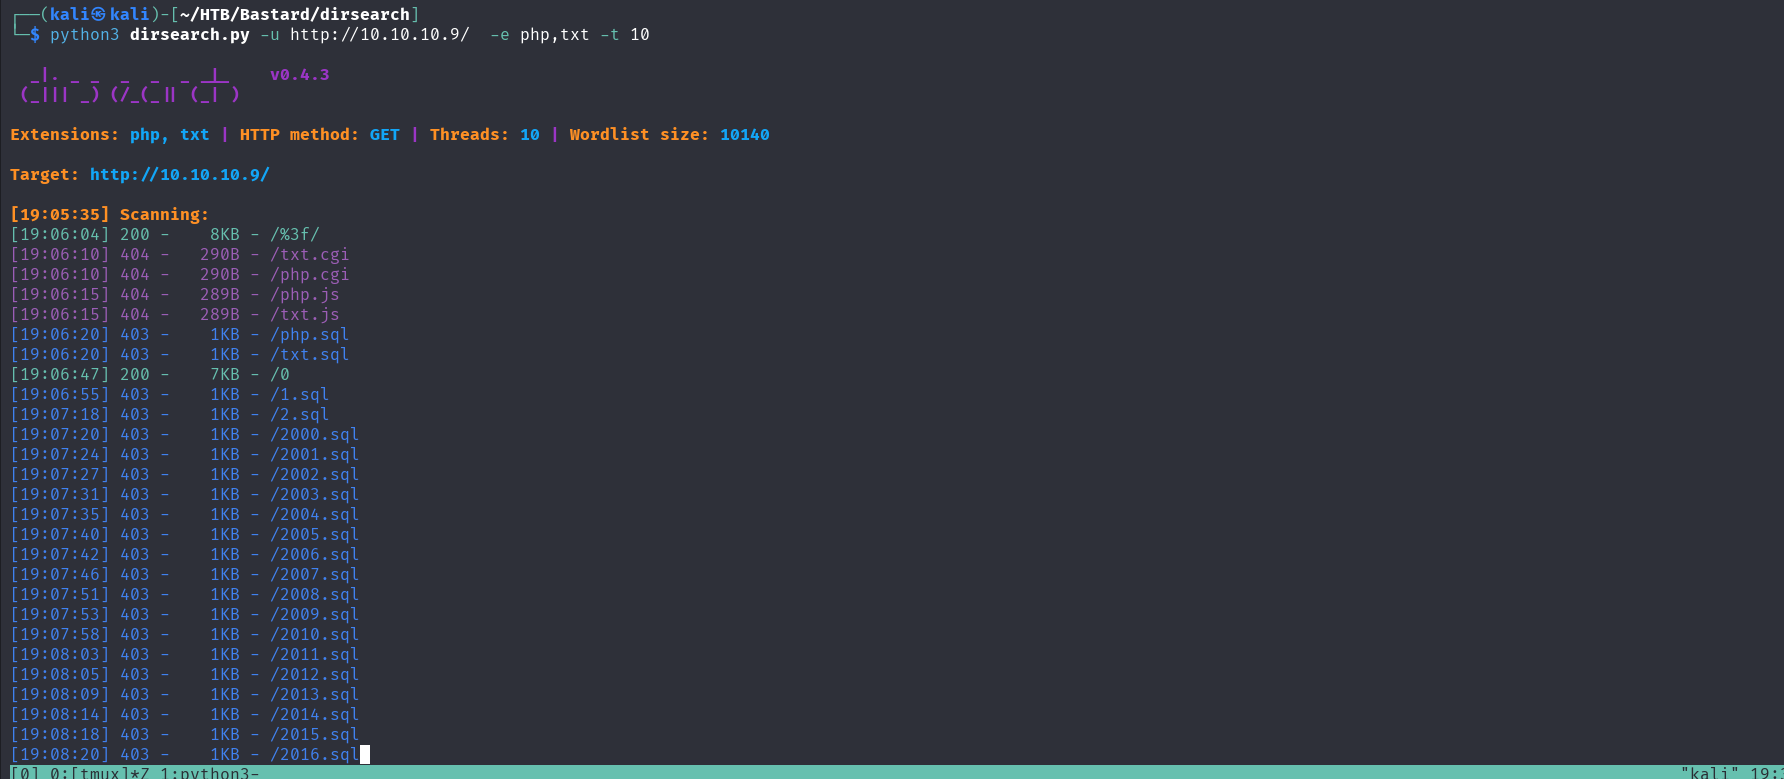 ┌──(kali㉿kali)-[~/HTB/Bastard/dirsearch]
└─$ python3 dirsearch.py -u http://10.10.10.9/  -e php,txt -t 10
  _|. _ _  _  _  _ _|_    v0.4.3
 (_||| _) (/_(_|| (_| )
Extensions: php, txt | HTTP method: GET | Threads: 10 | Wordlist size: 10140
Target: http://10.10.10.9/
[19:05:35] Scanning:
[19:06:04] 200 -    8KB - /%3f/
[19:06:10] 404 -   290B - /txt.cgi
[19:06:10] 404 -   290B - /php.cgi
[19:06:15] 404 -   289B - /php.js
[19:06:15] 404 -   289B - /txt.js
[19:06:20] 403 -    1KB - /php.sql
[19:06:20] 403 -    1KB - /txt.sql
[19:06:47] 200 -    7KB - /0
[19:06:55] 403 -    1KB - /1.sql
[19:07:18] 403 -    1KB - /2.sql
[19:07:20] 403 -    1KB - /2000.sql
[19:07:24] 403 -    1KB - /2001.sql
[19:07:27] 403 -    1KB - /2002.sql
[19:07:31] 403 -    1KB - /2003.sql
[19:07:35] 403 -    1KB - /2004.sql
[19:07:40] 403 -    1KB - /2005.sql
[19:07:42] 403 -    1KB - /2006.sql
[19:07:46] 403 -    1KB - /2007.sql
[19:07:51] 403 -    1KB - /2008.sql
[19:07:53] 403 -    1KB - /2009.sql
[19:07:58] 403 -    1KB - /2010.sql
[19:08:03] 403 -    1KB - /2011.sql
[19:08:05] 403 -    1KB - /2012.sql
[19:08:09] 403 -    1KB - /2013.sql
[19:08:14] 403 -    1KB - /2014.sql
[19:08:18] 403 -    1KB - /2015.sql
[19:08:20] 403 -    1KB - /2016.sql
[0] 0:[tmux]*Z 1:python3- "kali"